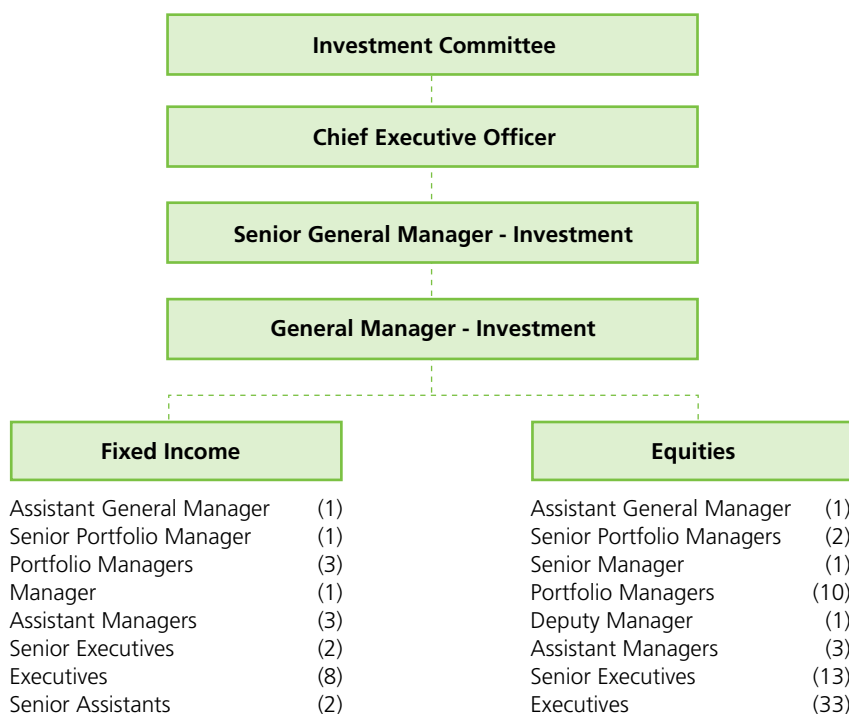 Investment Committee
Chief Executive Officer
Senior General Manager - Investment
General Manager - Investment
Fixed Income
Assistant General Manager (1)
Senior Portfolio Manager (1)
Portfolio Managers (3)
Manager (1)
Assistant Managers (3)
Senior Executives (2)
Executives (8)
Senior Assistants (2)
Equities
Assistant General Manager (1)
Senior Portfolio Managers (2)
Senior Manager (1)
Portfolio Managers (10)
Deputy Manager (1)
Assistant Managers (3)
Senior Executives (13)
Executives (33)